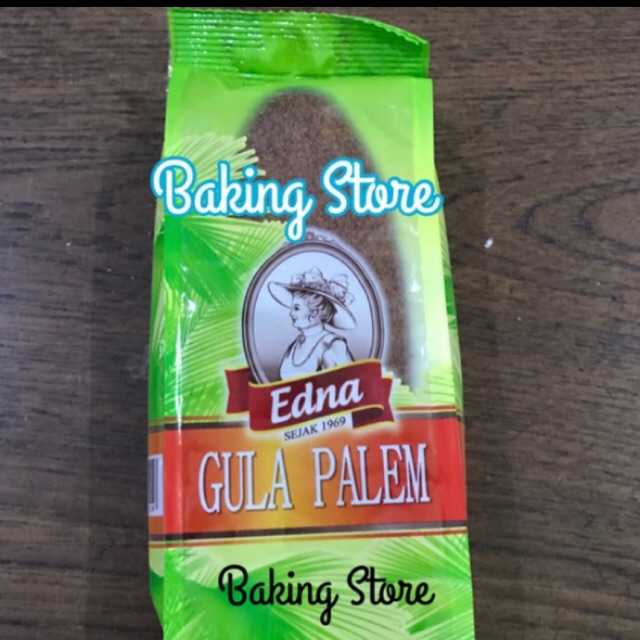 Baking Store
Edna
SEJAK 1969
GULA PALEM
Baking Store